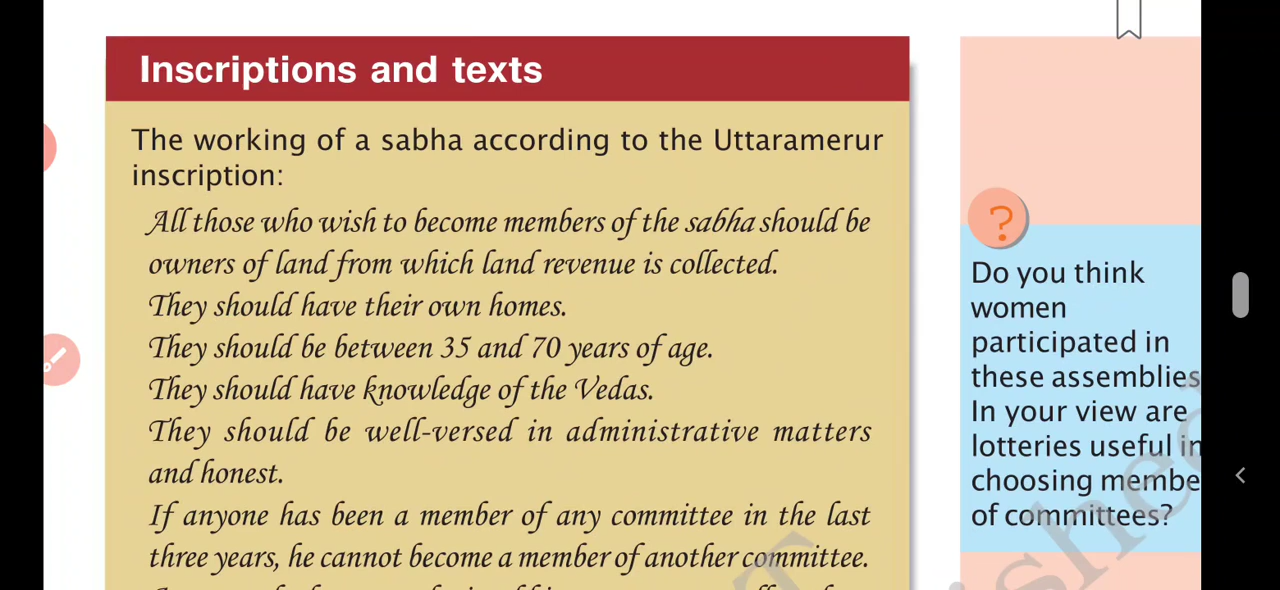 Inscriptions and texts
The working of a sabha according to the Uttaramerur
inscription:
All those who wish to become members of the sabha should be
owners of land from which land revenue is collected.
They should have their own homes.
They should be between 35 and 70 years of age.
They should have knowledge of the Vedas.
They should be well-versed in administrative matters
and honest.
If anyone has been a member of any committee in the last
three years, he cannot become a member of another committee.
?
Do you think
women
participated in
these assemblies
In your view are
lotteries useful in
choosing membe
of committees?